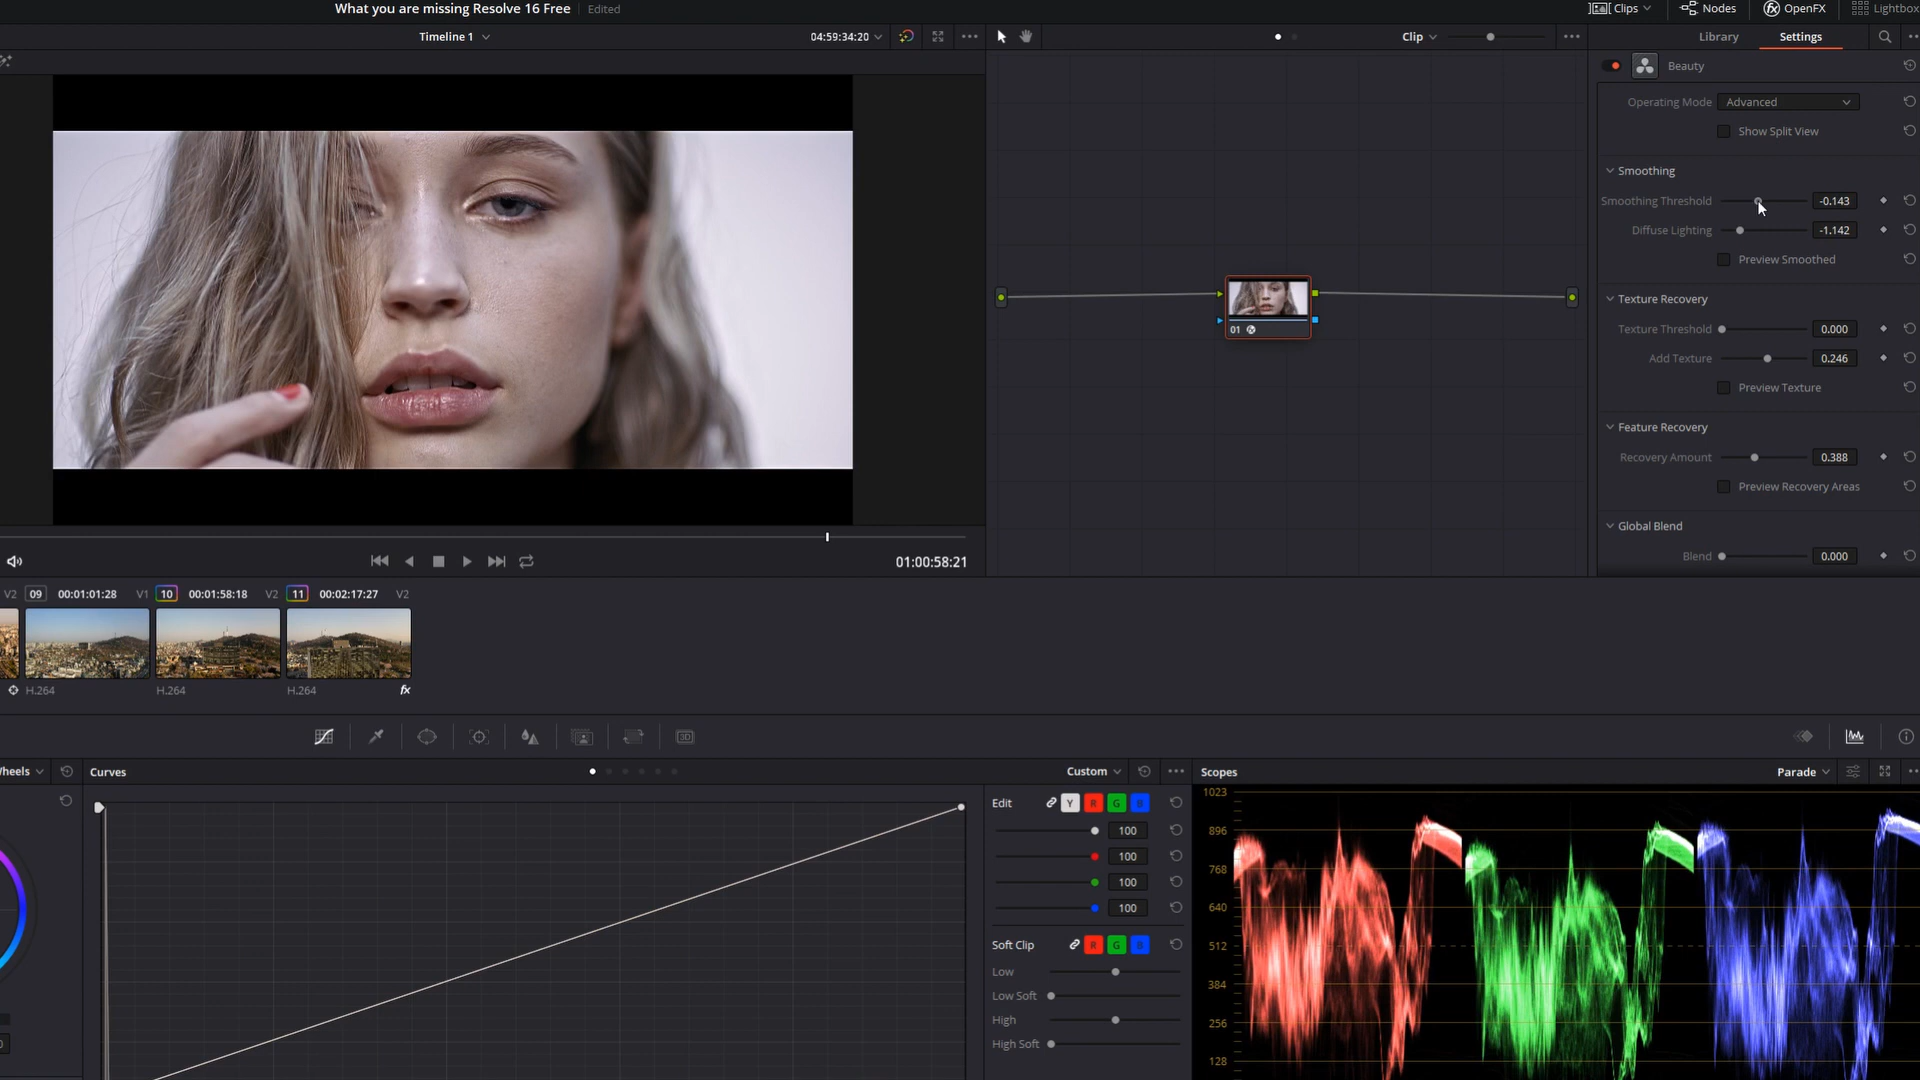 What you are missing Resolve 16 Free Edited
Clips Nodes OpenFX Lightbox
Timeline 1 04:59:34:20 Clip Library Settings
Beauty
Operating Mode Advanced
Show Split View
Smoothing
Smoothing Threshold -0.143
Diffuse Lighting -1.142
Preview Smoothed
Texture Recovery
Texture Threshold 0.000
Add Texture 0.246
Preview Texture
Feature Recovery
Recovery Amount 0.388
Preview Recovery Areas
Global Blend
Blend 0.000
01
01:00:58:21
V2 09 00:01:01:28 V1 10 00:01:58:18 V2 11 00:02:17:27 V2
H.264 H.264 H.264 fx
3D
Wheels Curves Custom Scopes Parade
Edit Y R G B
100
100
100
100
Soft Clip R G B
Low
Low Soft
High
High Soft
1023
896
768
640
512
384
256
128